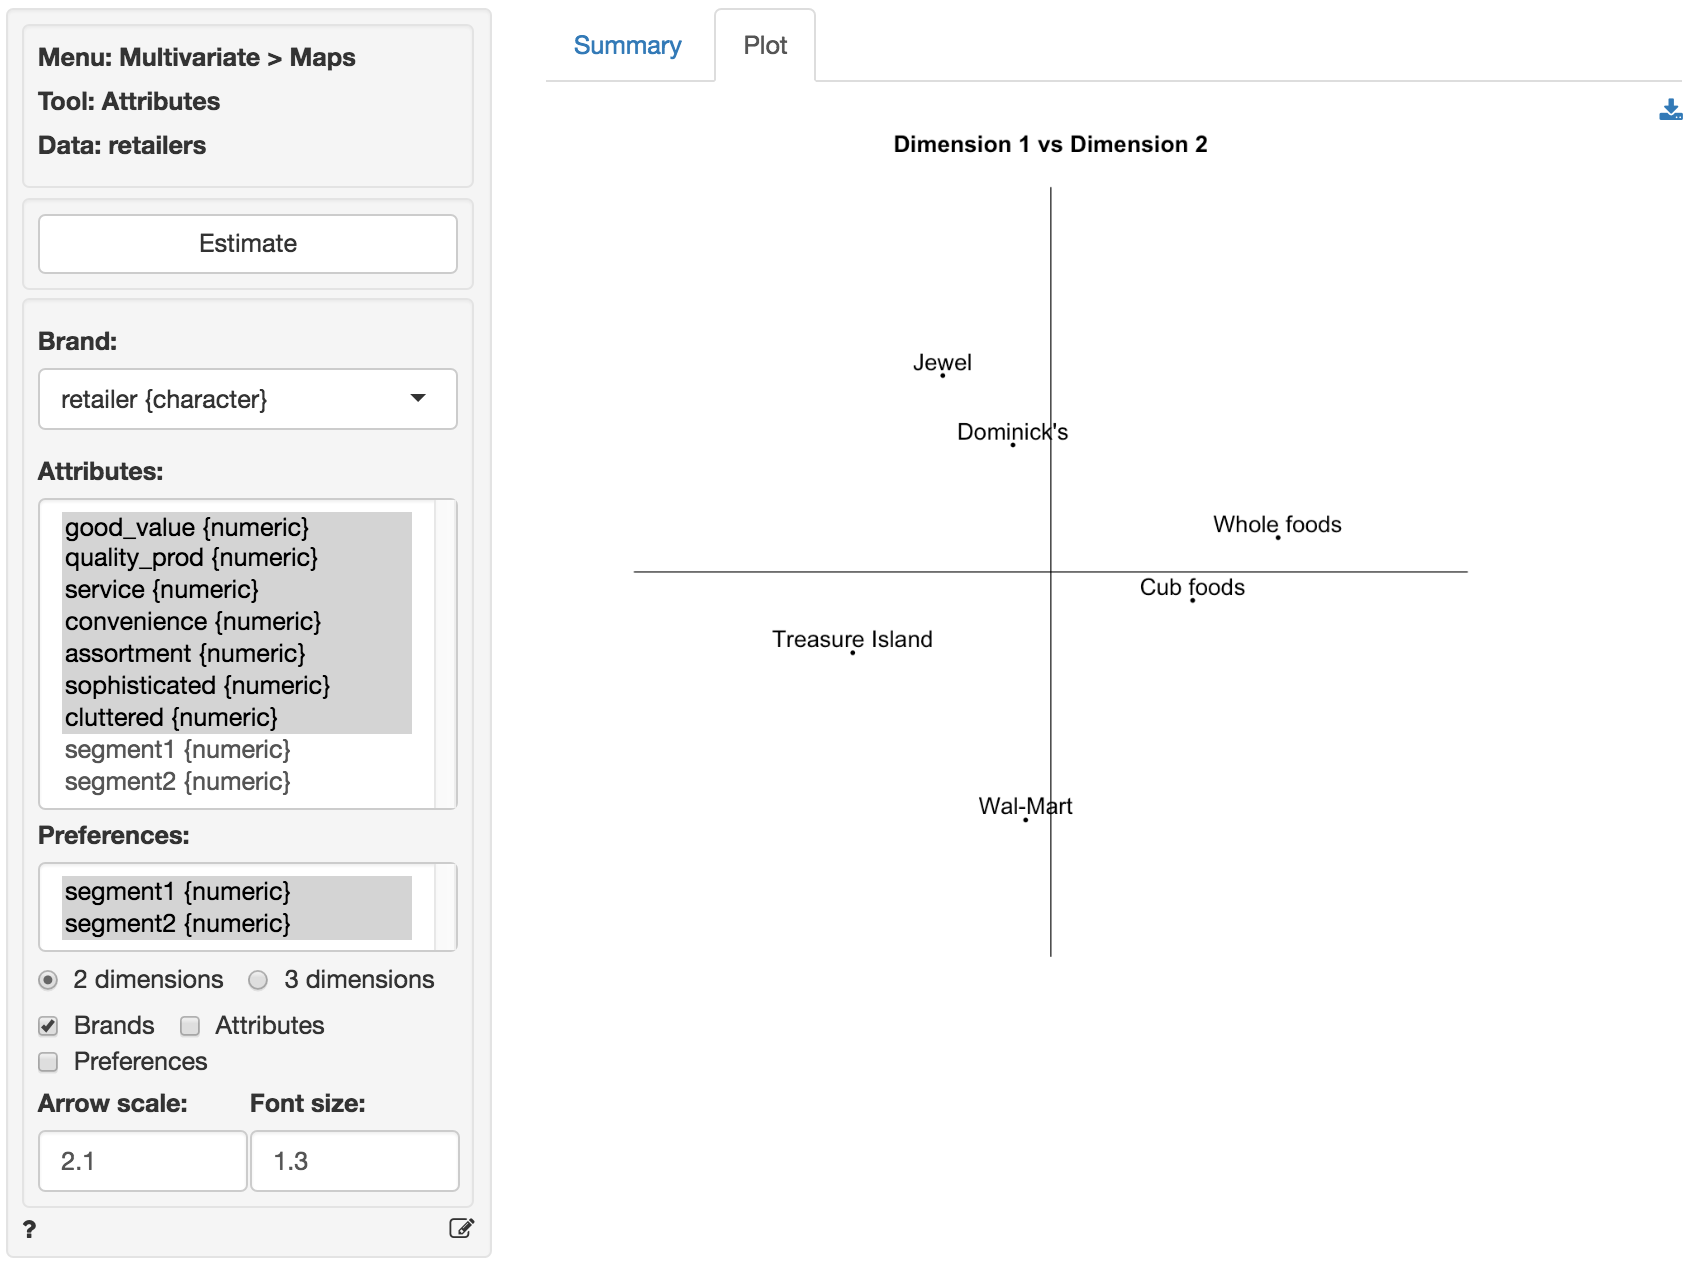 Menu: Multivariate > Maps
Tool: Attributes
Data: retailers
Estimate
Brand:
retailer {character}
Attributes:
good_value {numeric}
quality_prod {numeric}
service {numeric}
convenience {numeric}
assortment {numeric}
sophisticated {numeric}
cluttered {numeric}
segment1 {numeric}
segment2 {numeric}
Preferences:
segment1 {numeric}
segment2 {numeric}
2 dimensions 3 dimensions
Brands Attributes
Preferences
Arrow scale: Font size:
2.1 1.3
?
Summary Plot
Dimension 1 vs Dimension 2
Jewel
Dominick's
Whole foods
Cub foods
Treasure Island
Wal-Mart